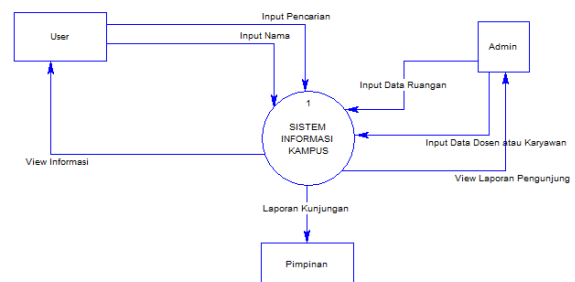 Input Pencarian
User
Input Nama
Admin
Input Data Ruangan
1
SISTEM
INFORMASI
KAMPUS
Input Data Dosen atau Karyawan
View Informasi
View Laporan Pengunjung
Laporan Kunjungan
Pimpinan